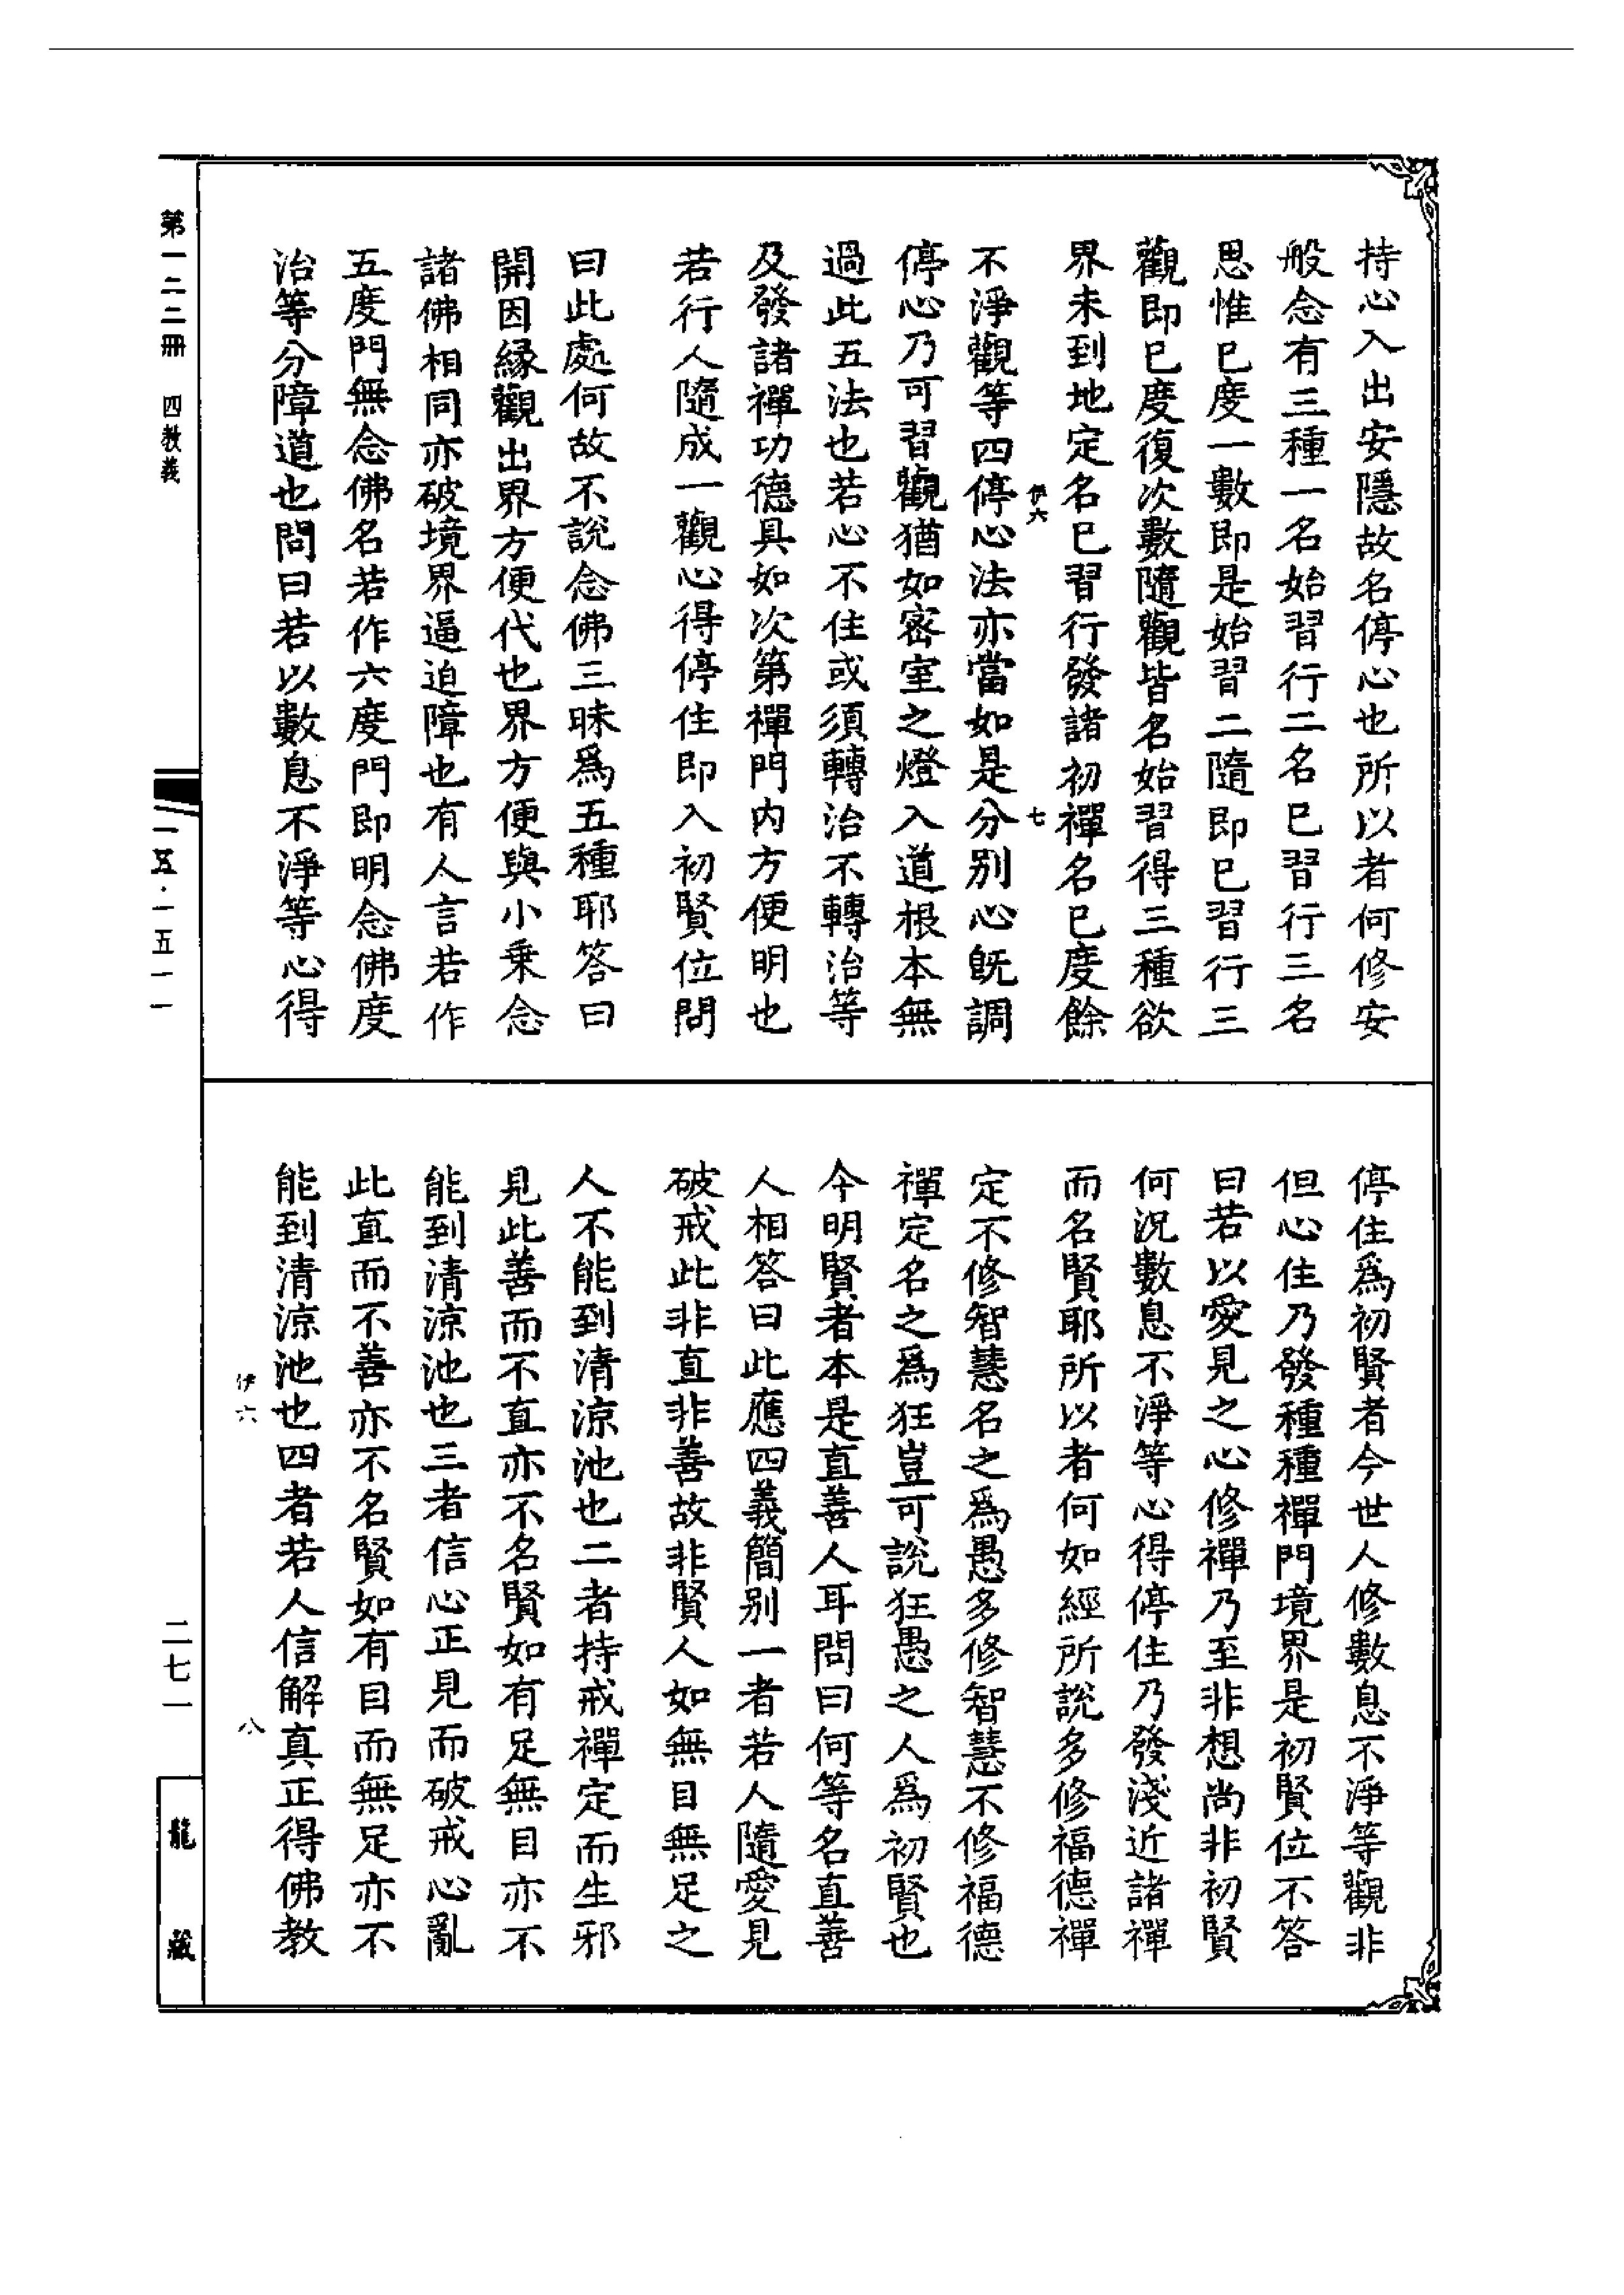 持心入出安隱故名停心也所以者何修安
般念有三種一名始習行二名已習行三名
思惟已度一數即是始習二隨即已習行三
觀即已度復次數隨觀皆名始習得三種欲
界未到地定名已習行發諸初禪名已度餘
伊六 七
不淨觀等四停心法亦當如是分別心既調
停心乃可習觀猶如密室之燈入道根本無
過此五法也若心不住或須轉治不轉治等
及發諸禪功德具如次第禪門內方便明也
若行人隨成一觀心得停住即入初賢位問
曰此處何故不說念佛三昧爲五種耶答曰
開因緣觀出界方便代也界方便與小乘念
諸佛相同亦破境界逼迫障也有人言若作
五度門無念佛名若作六度門即明念佛度
治等分障道也問曰若以數息不淨等心得
停住爲初賢者今世人修數息不淨等觀非
但心住乃發種種禪門境界是初賢位不答
曰若以愛見之心修禪乃至非想尚非初賢
何況數息不淨等心得停住乃發淺近諸禪
而名賢耶所以者何如經所說多修福德禪
定不修智慧名之爲愚多修智慧不修福德
禪定名之爲狂豈可說狂愚之人爲初賢也
今明賢者本是直善人耳問曰何等名直善
人相答曰此應四義簡別一者若人隨愛見
破戒此非直非善故非賢人如無目無足之
人不能到清涼池也二者持戒禪定而生邪
見此善而不直亦不名賢如有足無目亦不
能到清涼池也三者信心正見而破戒心亂
此直而不善亦不名賢如有目而無足亦不
能到清涼池也四者若人信解真正得佛教
伊六 八
第一二二冊 四教義
一五·一五一一
二七一
龍藏